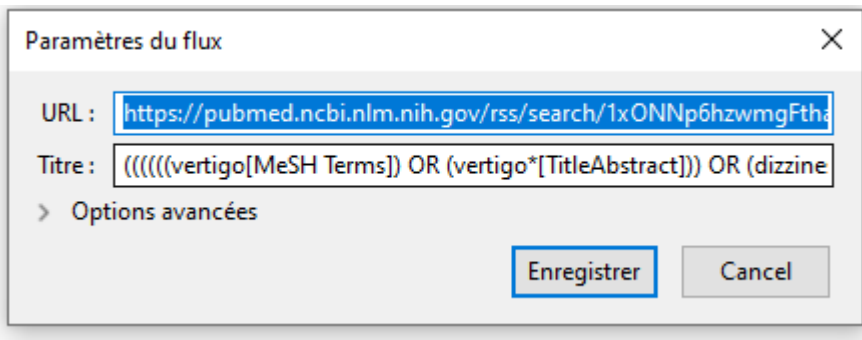 Paramètres du flux
URL : https://pubmed.ncbi.nlm.nih.gov/rss/search/1xONNp6hzwmgFtha
Titre : ((((((vertigo[MeSH Terms]) OR (vertigo*[TitleAbstract])) OR (dizzine
Options avancées
Enregistrer Cancel